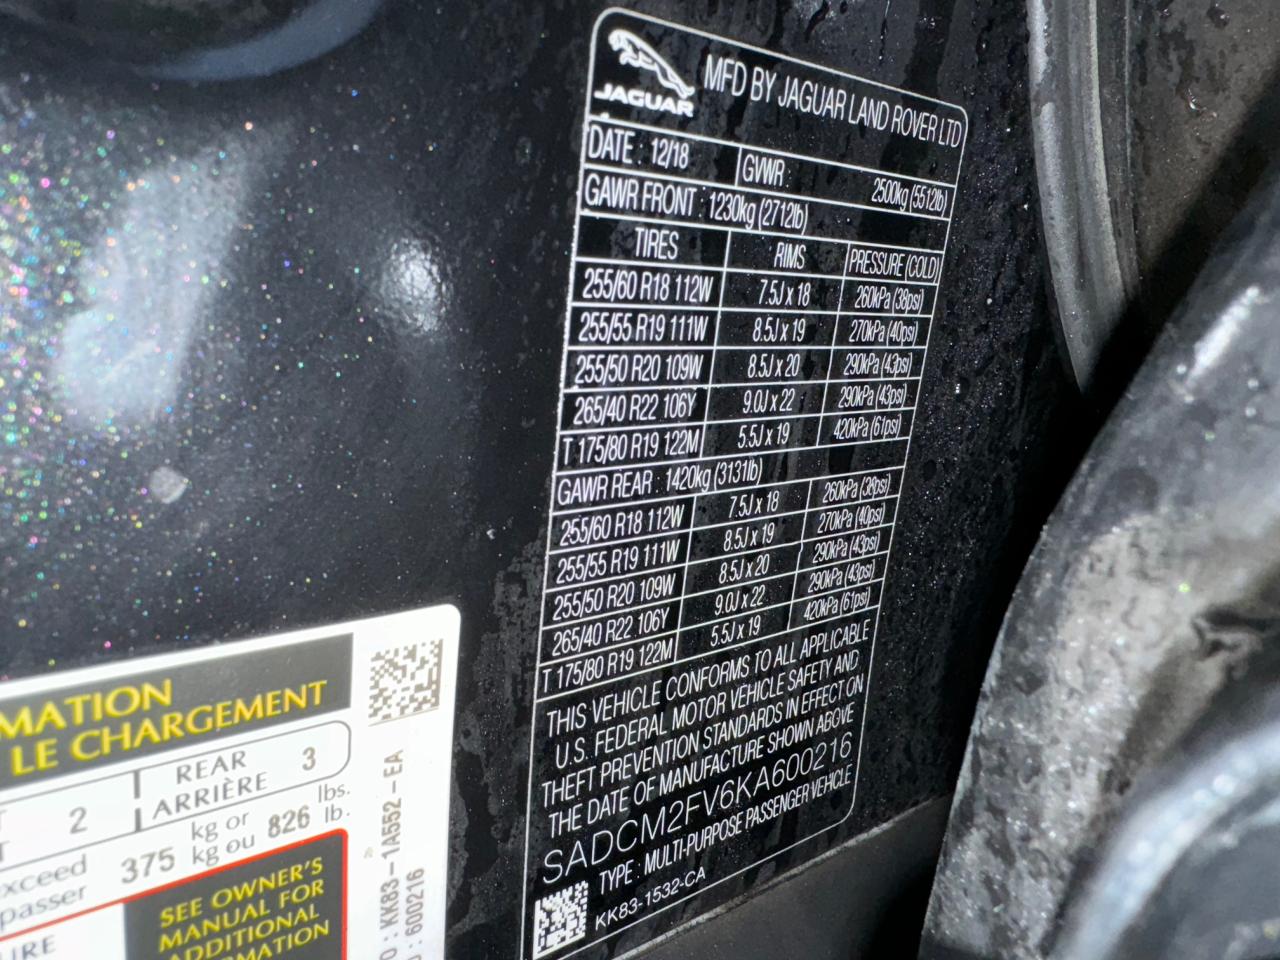 JAGUAR
MFD BY JAGUAR LAND ROVER LTD
DATE : 12/18 GVWR : 2500kg (5512lb)
GAWR FRONT : 1230kg (2712lb)
TIRES RIMS PRESSURE (COLD)
255/60 R18 112W 7.5J x 18 260kPa (38psi)
255/55 R19 111W 8.5J x 19 270kPa (40psi)
255/50 R20 109W 8.5J x 20 290kPa (43psi)
265/40 R22 106Y 9.0J x 22 290kPa (43psi)
T 175/80 R19 122M 5.5J x 19 420kPa (61psi)
GAWR REAR : 1420kg (3131lb)
255/60 R18 112W 7.5J x 18 260kPa (38psi)
255/55 R19 111W 8.5J x 19 270kPa (40psi)
255/50 R20 109W 8.5J x 20 290kPa (43psi)
265/40 R22 106Y 9.0J x 22 290kPa (43psi)
T 175/80 R19 122M 5.5J x 19 420kPa (61psi)
THIS VEHICLE CONFORMS TO ALL APPLICABLE
U.S. FEDERAL MOTOR VEHICLE SAFETY AND
THEFT PREVENTION STANDARDS IN EFFECT ON
THE DATE OF MANUFACTURE SHOWN ABOVE
SADCM2FV6KA600216
TYPE : MULTI-PURPOSE PASSENGER VEHICLE
KK83-1532-CA
MATION
LE CHARGEMENT
2 REAR
ARRIÈRE 3
xceed
passer 375 kg or
kg ou 826 lbs.
lb.
SEE OWNER'S
MANUAL FOR
ADDITIONAL
RMATION
URE
: KK83-1A552-EA
: 600216